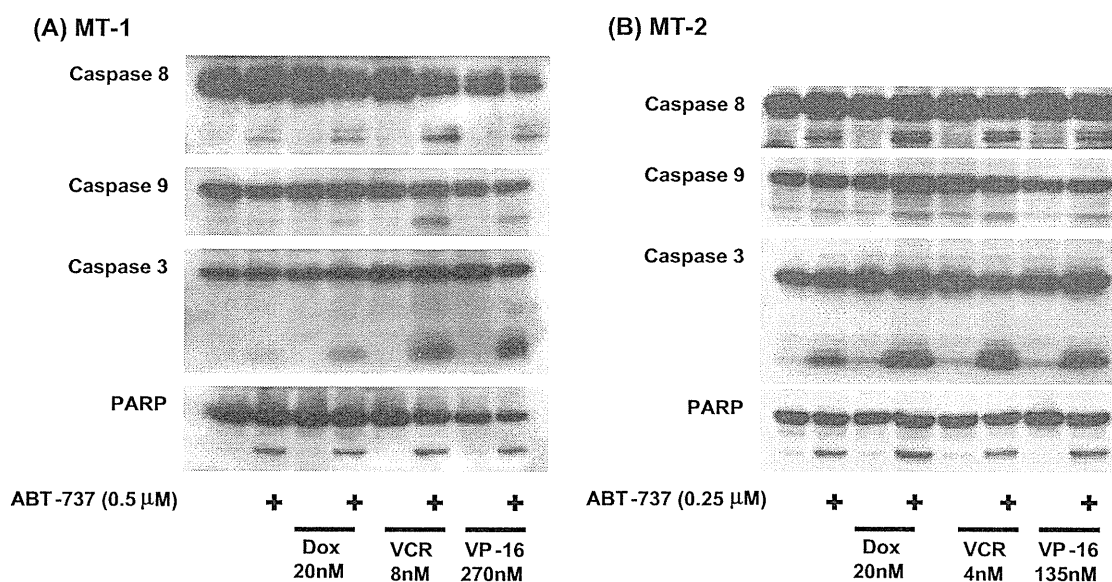 (A) MT-1
Caspase 8
Caspase 9
Caspase 3
PARP
ABT-737 (0.5 μM) + + + +
Dox VCR VP-16
20nM 8nM 270nM
(B) MT-2
Caspase 8
Caspase 9
Caspase 3
PARP
ABT-737 (0.25 μM) + + + +
Dox VCR VP-16
20nM 4nM 135nM